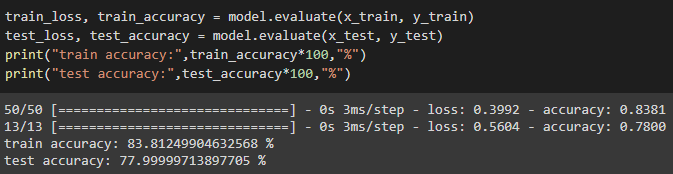 train_loss, train_accuracy = model.evaluate(x_train, y_train)
test_loss, test_accuracy = model.evaluate(x_test, y_test)
print("train accuracy:",train_accuracy*100,"%")
print("test accuracy:",test_accuracy*100,"%")
50/50 [==============================] - 0s 3ms/step - loss: 0.3992 - accuracy: 0.8381
13/13 [==============================] - 0s 3ms/step - loss: 0.5604 - accuracy: 0.7800
train accuracy: 83.81249904632568 %
test accuracy: 77.99999713897705 %